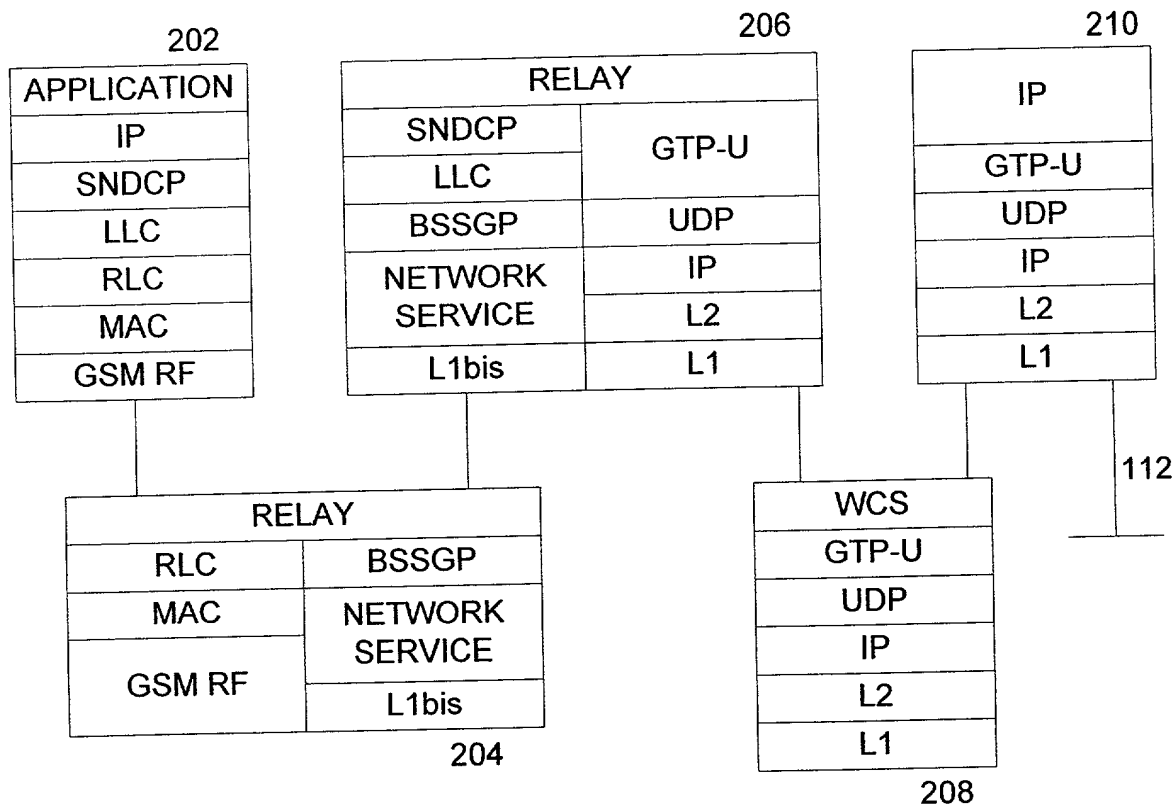 202
APPLICATION
IP
SNDCP
LLC
RLC
MAC
GSM RF
206
RELAY
SNDCP
LLC
BSSGP
NETWORK
SERVICE
L1bis
GTP-U
UDP
IP
L2
L1
210
IP
GTP-U
UDP
IP
L2
L1
112
RELAY
RLC
MAC
GSM RF
BSSGP
NETWORK
SERVICE
L1bis
204
WCS
GTP-U
UDP
IP
L2
L1
208